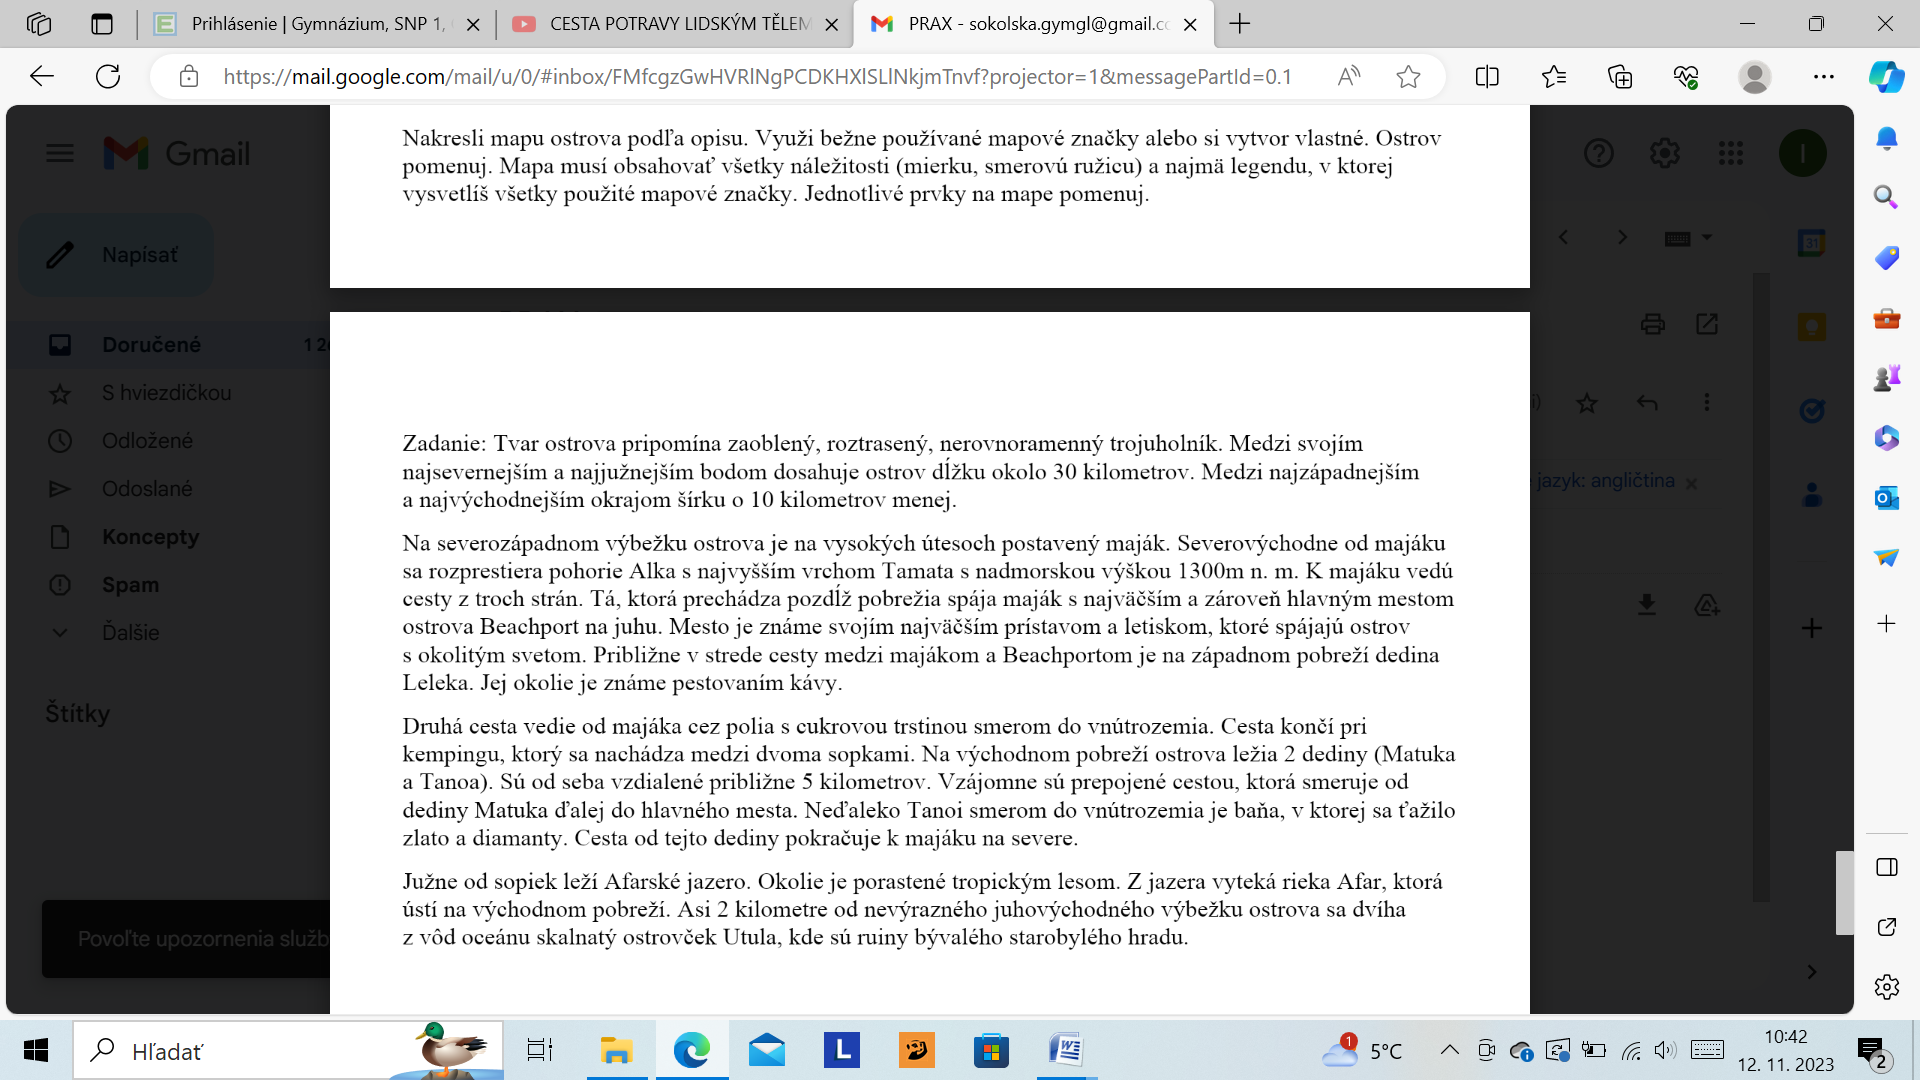 Prihlásenie | Gymnázium, SNP 1,
CESTA POTRAVY LIDSKÝM TĚLEM
PRAX - sokolska.gymgl@gmail.co
https://mail.google.com/mail/u/0/#inbox/FMfcgzGwHVRlNgPCDKHXlSLlNkjmTnvf?projector=1&messagePartId=0.1
Gmail
I
Napísať
31
Doručené
S hviezdičkou
Odložené
Odoslané
Koncepty
Spam
Ďalšie
Štítky
Povoľte upozornenia služb
jazyk: angličtina
Nakresli mapu ostrova podľa opisu. Využi bežne používané mapové značky alebo si vytvor vlastné. Ostrov
pomenuj. Mapa musí obsahovať všetky náležitosti (mierku, smerovú ružicu) a najmä legendu, v ktorej
vysvetlíš všetky použité mapové značky. Jednotlivé prvky na mape pomenuj.
Zadanie: Tvar ostrova pripomína zaoblený, roztrasený, nerovnoramenný trojuholník. Medzi svojím
najsevernejším a najjužnejším bodom dosahuje ostrov dĺžku okolo 30 kilometrov. Medzi najzápadnejším
a najvýchodnejším okrajom šírku o 10 kilometrov menej.
Na severozápadnom výbežku ostrova je na vysokých útesoch postavený maják. Severovýchodne od majáku
sa rozprestiera pohorie Alka s najvyšším vrchom Tamata s nadmorskou výškou 1300m n. m. K majáku vedú
cesty z troch strán. Tá, ktorá prechádza pozdĺž pobrežia spája maják s najväčším a zároveň hlavným mestom
ostrova Beachport na juhu. Mesto je známe svojím najväčším prístavom a letiskom, ktoré spájajú ostrov
s okolitým svetom. Približne v strede cesty medzi majákom a Beachportom je na západnom pobreží dedina
Leleka. Jej okolie je známe pestovaním kávy.
Druhá cesta vedie od majáka cez polia s cukrovou trstinou smerom do vnútrozemia. Cesta končí pri
kempingu, ktorý sa nachádza medzi dvoma sopkami. Na východnom pobreží ostrova ležia 2 dediny (Matuka
a Tanoa). Sú od seba vzdialené približne 5 kilometrov. Vzájomne sú prepojené cestou, ktorá smeruje od
dediny Matuka ďalej do hlavného mesta. Neďaleko Tanoi smerom do vnútrozemia je baňa, v ktorej sa ťažilo
zlato a diamanty. Cesta od tejto dediny pokračuje k majáku na severe.
Južne od sopiek leží Afarské jazero. Okolie je porastené tropickým lesom. Z jazera vyteká rieka Afar, ktorá
ústí na východnom pobreží. Asi 2 kilometre od nevýrazného juhovýchodného výbežku ostrova sa dvíha
z vôd oceánu skalnatý ostrovček Utula, kde sú ruiny bývalého starobylého hradu.
Hľadať
L
1
5°C
10:42
12. 11. 2023
2